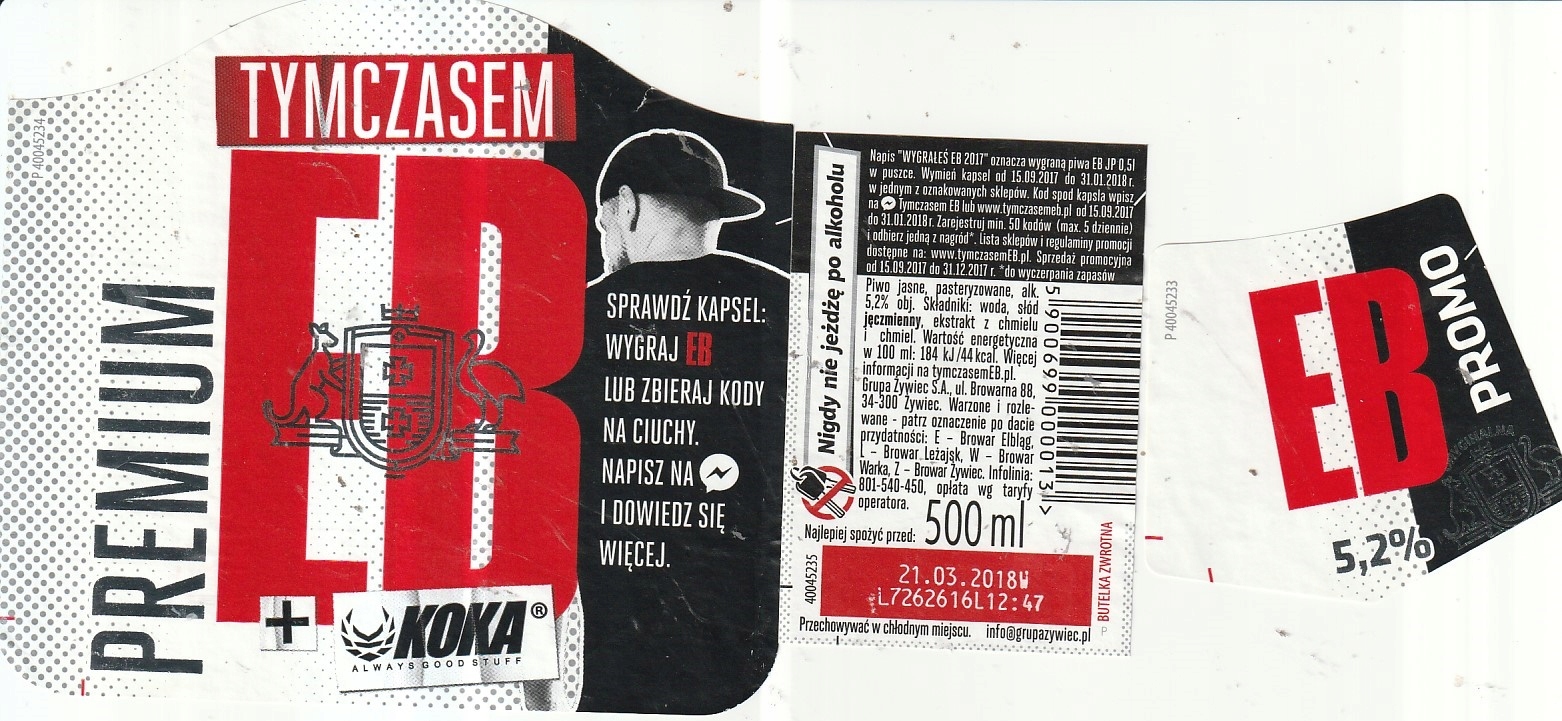 P 40045234
PREMIUM
TYMCZASEM
EB
+
KOKA®
ALWAYS GOOD STUFF
SPRAWDŹ KAPSEL:
WYGRAJ EB
LUB ZBIERAJ KODY
NA CIUCHY.
NAPISZ NA
I DOWIEDZ SIĘ
WIĘCEJ.
Nigdy nie jeżdżę po alkoholu
Napis "WYGRAŁEŚ EB 2017" oznacza wygraną piwa EB JP 0,5l
w puszce. Wymień kapsel od 15.09.2017 do 31.01.2018 r.
w jednym z oznakowanych sklepów. Kod spod kapsla wpisz
na Tymczasem EB lub www.tymczasemeb.pl od 15.09.2017
do 31.01.2018 r. Zarejestruj min. 50 kodów (max. 5 dziennie)
i odbierz jedną z nagród*. Lista sklepów i regulaminy promocji
dostępne na: www.tymczasemEB.pl. Sprzedaż promocyjna
od 15.09.2017 do 31.12.2017 r. *do wyczerpania zapasów
Piwo jasne, pasteryzowane, alk.
5,2% obj. Składniki: woda, słód
jęczmienny, ekstrakt z chmielu
i chmiel. Wartość energetyczna
w 100 ml: 184 kJ/44 kcal. Więcej
informacji na tymczasemEB.pl.
Grupa Żywiec S.A., ul. Browarna 88,
34-300 Żywiec. Warzone i rozle-
wane - patrz oznaczenie po dacie
przydatności: E – Browar Elbląg,
L – Browar Leżajsk, W – Browar
Warka, Z – Browar Żywiec. Infolinia:
801-540-450, opłata wg taryfy
operatora.
5 900699 000013 >
Najlepiej spożyć przed: 500 ml
40045235
21.03.2018W
L7262616L12:47
BUTELKA ZWROTNA
P
Przechowywać w chłodnym miejscu. info@grupazywiec.pl
P 40045233
EB
PROMO
5,2%